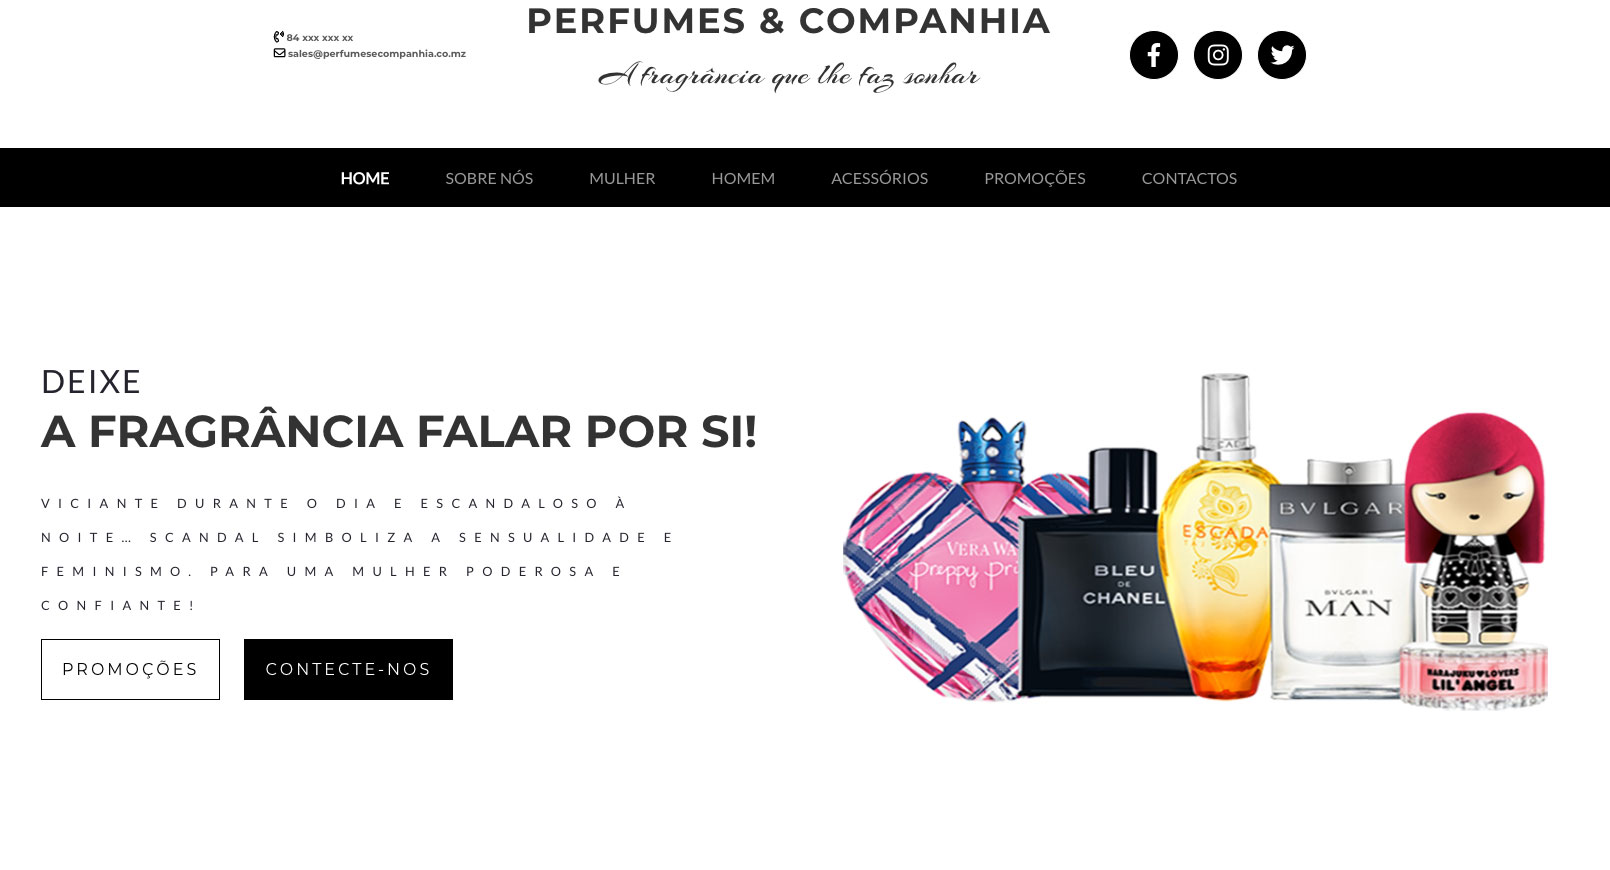 84 xxx xxx xx
sales@perfumesecompanhia.co.mz
PERFUMES & COMPANHIA
A fragrância que lhe faz sonhar
HOME SOBRE NÓS MULHER HOMEM ACESSÓRIOS PROMOÇÕES CONTACTOS
DEIXE
A FRAGRÂNCIA FALAR POR SI!
VICIANTE DURANTE O DIA E ESCANDALOSO À
NOITE… SCANDAL SIMBOLIZA A SENSUALIDADE E
FEMINISMO. PARA UMA MULHER PODEROSA E
CONFIANTE!
PROMOÇÕES CONTECTE-NOS
VERA WA
preppy pri
BLEU
DE
CHANEL
ESCADA
BVLGAR
BVLGARI
MAN
HARAJUKU♥LOVERS
LIL' ANGEL